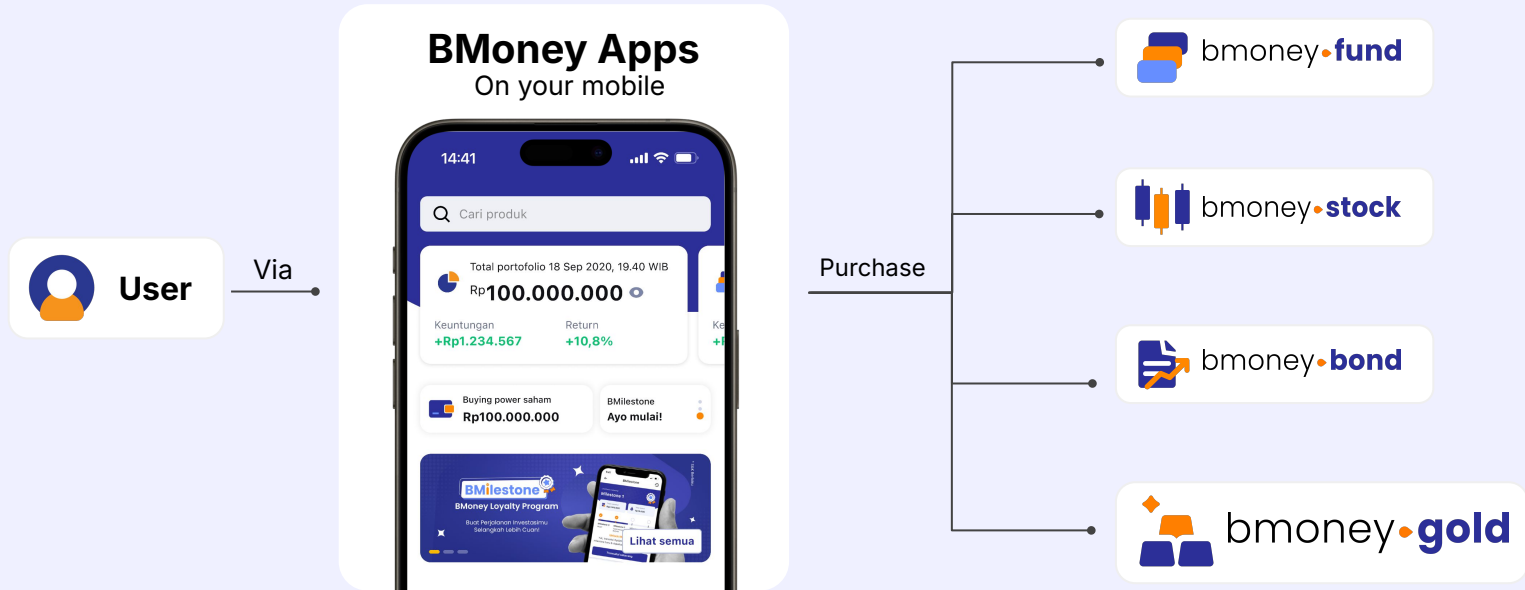 BMoney Apps
On your mobile
14:41
Cari produk
Total portofolio 18 Sep 2020, 19.40 WIB
Rp100.000.000
Keuntungan
Return
+Rp1.234.567
+10,8%
Buying power saham
Rp100.000.000
BMilestone
Ayo mulai!
BMilestone
BMoney Loyalty Program
Buat Perjalanan Investasimu
Selangkah Lebih Cuan!
Lihat semua
User
Via
Purchase
bmoney•fund
bmoney•stock
bmoney•bond
bmoney•gold